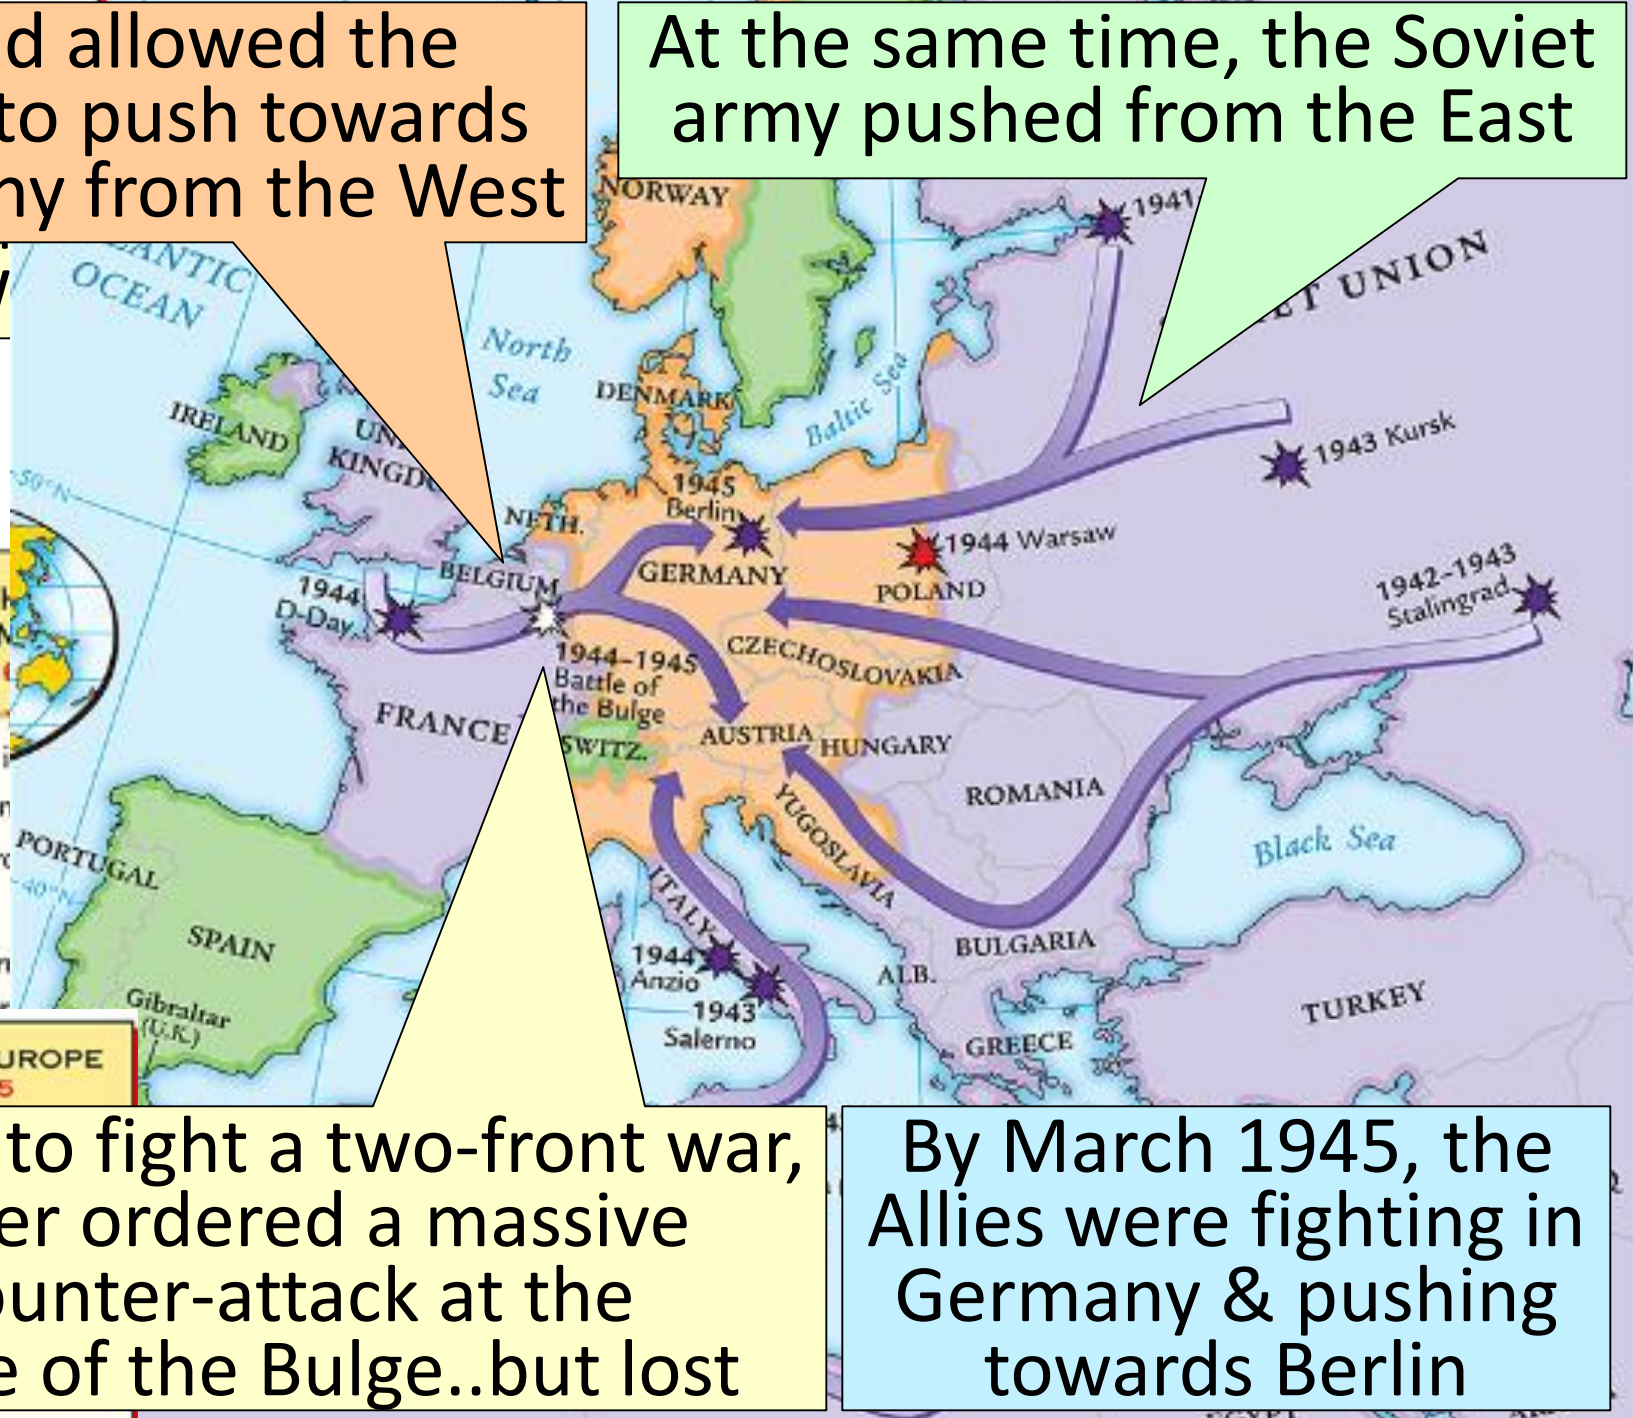 d allowed the
to push towards
ny from the West
At the same time, the Soviet
army pushed from the East
NORWAY
1941
OCEAN
UNION
North
Sea
DENMARK
Baltic Sea
IRELAND
KINGD
1943 Kursk
50°N
1945
Berlin
NETH.
1944 Warsaw
BELGIUM
GERMANY
POLAND
1944
D-Day
1942-1943
Stalingrad
CZECHOSLOVAKIA
1944-1945
Battle of
the Bulge
FRANCE
SWITZ.
AUSTRIA
HUNGARY
ROMANIA
YUGOSLAVIA
Black Sea
PORTUGAL
40°N
ITALY
SPAIN
BULGARIA
1944
Anzio
ALB.
Gibraltar
(U.K.)
1943
Salerno
TURKEY
GREECE
UROPE
5
to fight a two-front war,
er ordered a massive
ounter-attack at the
e of the Bulge..but lost
By March 1945, the
Allies were fighting in
Germany & pushing
towards Berlin